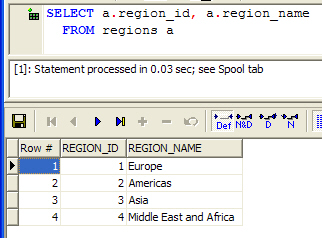 SELECT a.region_id, a.region_name
FROM regions a
[1]: Statement processed in 0.03 sec; see Spool tab
Def N&D D N
Row # REGION_ID REGION_NAME
1 1 Europe
2 2 Americas
3 3 Asia
4 4 Middle East and Africa